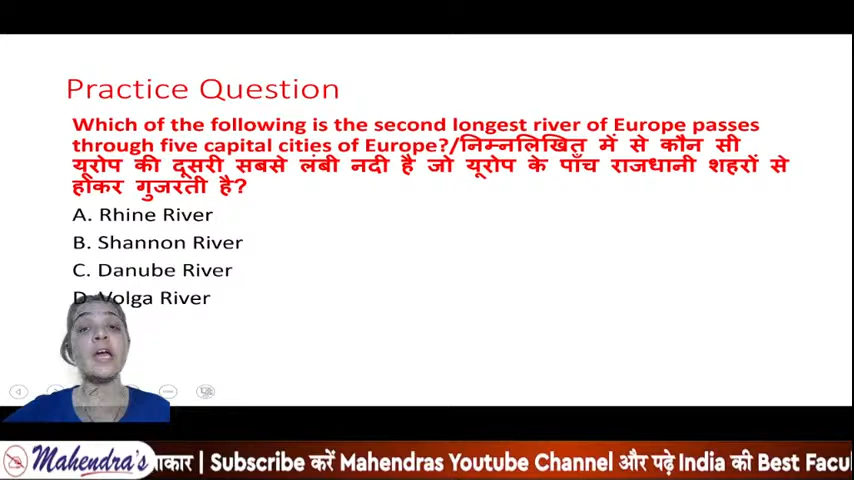 Practice Question
Which of the following is the second longest river of Europe passes
through five capital cities of Europe?/निम्नलिखित में से कौन सी
यूरोप की दूसरी सबसे लंबी नदी है जो यूरोप के पाँच राजधानी शहरों से
होकर गुजरती है?
A. Rhine River
B. Shannon River
C. Danube River
D. Volga River
Mahendra's
| Subscribe करें Mahendras Youtube Channel और पढ़े India की Best